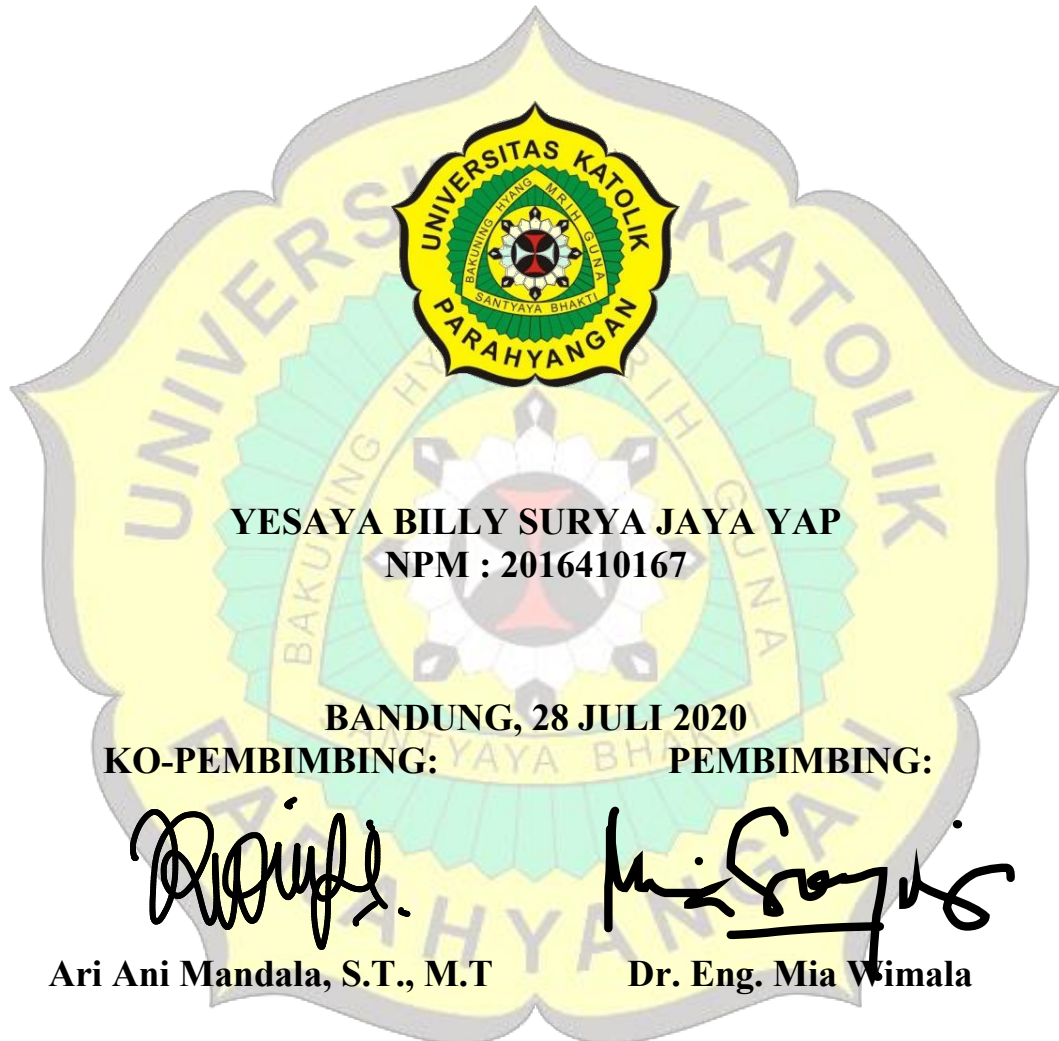 UNIVERSITAS KATOLIK
PARAHYANGAN
BAKUNING HYANG MRIH GUNA
SANTYAYA BHAKTI
YESAYA BILLY SURYA JAYA YAP
NPM : 2016410167
BANDUNG, 28 JULI 2020
KO-PEMBIMBING: PEMBIMBING:
Ari Ani Mandala, S.T., M.T Dr. Eng. Mia Wimala